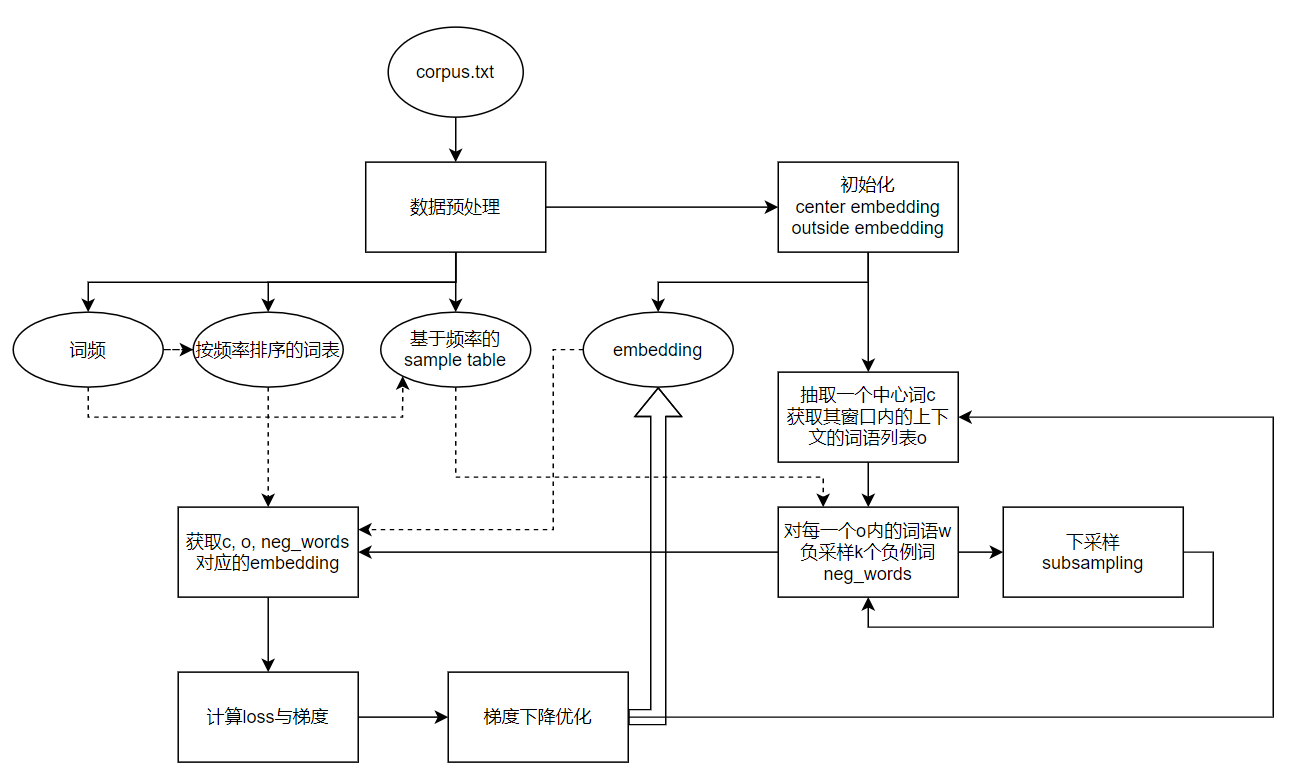 corpus.txt
数据预处理
初始化
center embedding
outside embedding
词频
按频率排序的词表
基于频率的
sample table
embedding
抽取一个中心词c
获取其窗口内的上下
文的词语列表o
获取c, o, neg_words
对应的embedding
对每一个o内的词语w
负采样k个负例词
neg_words
下采样
subsampling
计算loss与梯度
梯度下降优化